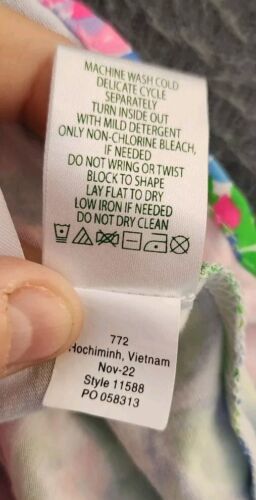 MACHINE WASH COLD
DELICATE CYCLE
SEPARATELY
TURN INSIDE OUT
WITH MILD DETERGENT
ONLY NON-CHLORINE BLEACH,
IF NEEDED
DO NOT WRING OR TWIST
BLOCK TO SHAPE
LAY FLAT TO DRY
LOW IRON IF NEEDED
DO NOT DRY CLEAN
772
Hochiminh, Vietnam
Nov-22
Style 11588
PO 058313